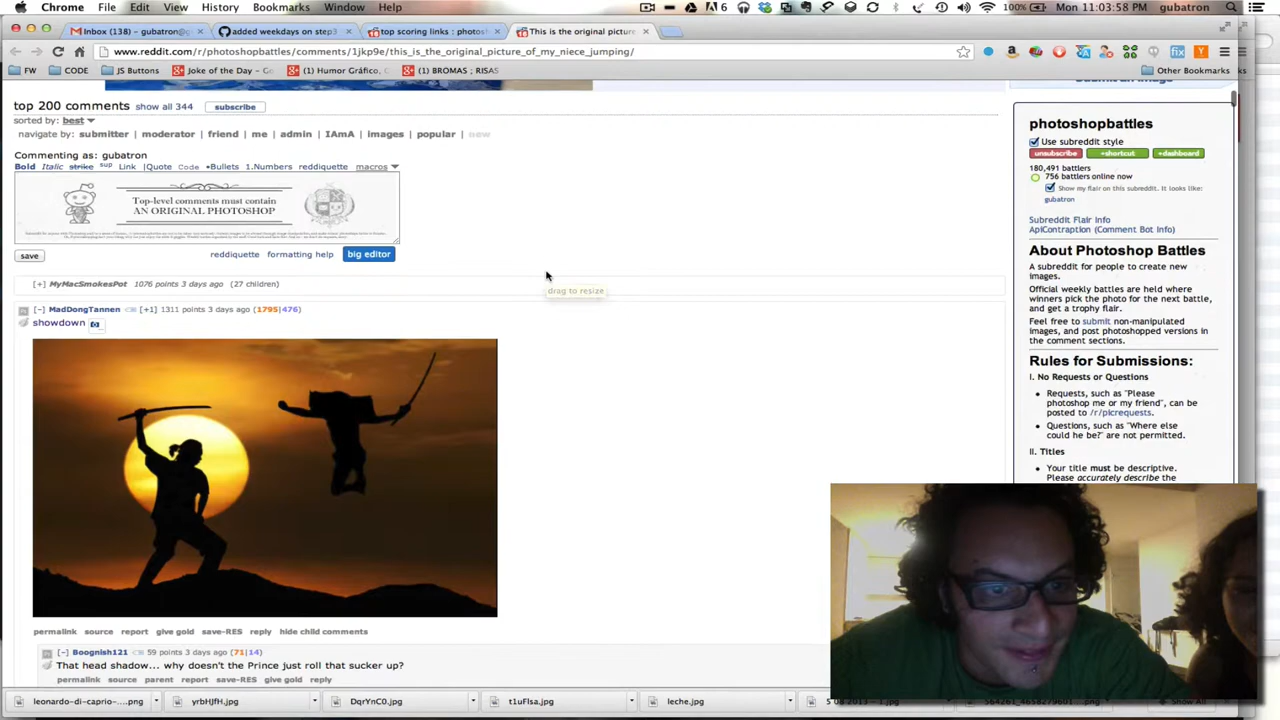 Chrome File Edit View History Bookmarks Window Help 6 100% Mon 11:03:58 gubatron
Inbox (138) – gubatron@g added weekdays on step3 top scoring links : photosh This is the original picture
www.reddit.com/r/photoshopbattles/comments/1jkp9e/this_is_the_original_picture_of_my_niece_jumping/
FW CODE JS Buttons Joke of the Day – G (1) Humor Gráfico, C (1) BROMAS ; RISAS Other Bookmarks
top 200 comments show all 344 subscribe
sorted by: best
navigate by: submitter | moderator | friend | me | admin | IAmA | images | popular | new
Commenting as: gubatron
Bold Italic strike sup Link |Quote Code •Bullets 1.Numbers reddiquette macros
Top-level comments must contain
AN ORIGINAL PHOTOSHOP
save reddiquette formatting help big editor
[+] MyMacSmokesPot 1076 points 3 days ago (27 children)
drag to resize
[–] MadDongTannen [+1] 1311 points 3 days ago (1795|476)
showdown
permalink source report give gold save-RES reply hide child comments
[–] Boognish121 59 points 3 days ago (71|14)
That head shadow... why doesn't the Prince just roll that sucker up?
permalink source parent report save-RES give gold reply
Submit an image
photoshopbattles
Use subreddit style
unsubscribe +shortcut +dashboard
180,491 battlers
756 battlers online now
Show my flair on this subreddit. It looks like:
gubatron
Subreddit Flair Info
ApiContraption (Comment Bot Info)
About Photoshop Battles
A subreddit for people to create new
images.
Official weekly battles are held where
winners pick the photo for the next battle,
and get a trophy flair.
Feel free to submit non-manipulated
images, and post photoshopped versions in
the comment sections.
Rules for Submissions:
I. No Requests or Questions
• Requests, such as "Please
photoshop me or my friend", can be
posted to /r/picrequests.
• Questions, such as "Where else
could he be?" are not permitted.
II. Titles
• Your title must be descriptive.
Please accurately describe the
leonardo-di-caprio-....png yrbHJfH.jpg DqrYnC0.jpg t1uFlsa.jpg leche.jpg Show All